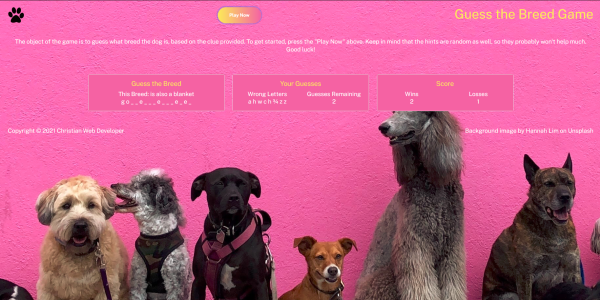 Play Now
Guess the Breed Game
The object of the game is to guess what breed the dog is, based on the clue provided. To get started, press the "Play Now" above. Keep in mind that the hints are random as well, so they probably won't help much.
Good luck!
Guess the Breed
This Breed: is also a blanket
g o _ _ e _ _ _ e _ _ _ e _ e _
Your Guesses
Wrong Letters
Guesses Remaining
2
Score
Wins
Losses
2
1
Copyright © 2021 Christian Web Developer
Background image by Hannah Lim on Unsplash